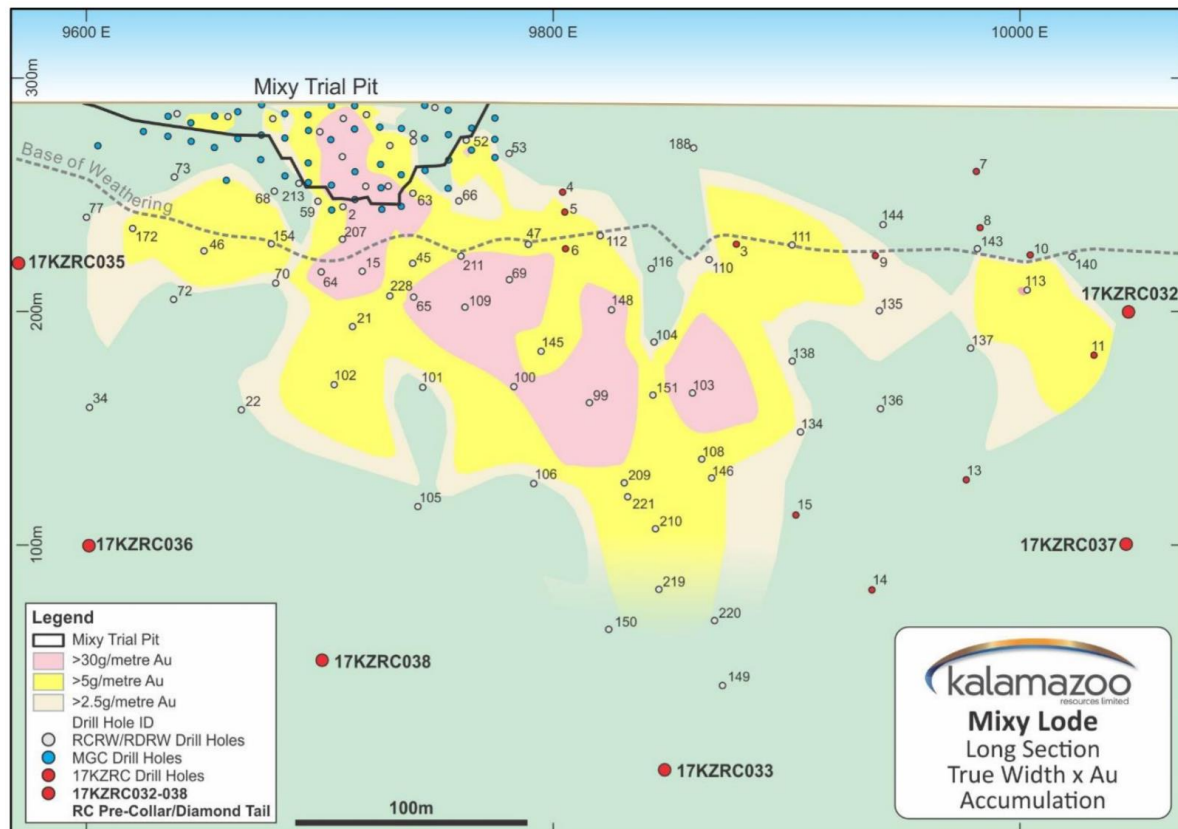 9600 E
9800 E
10000 E
300m
Mixy Trial Pit
52
53
188
7
73
213
68
59
2
63
66
4
5
Base of Weathering
77
172
46
154
207
45
211
47
6
112
116
110
3
111
144
9
8
143
10
140
17KZRC035
70
64
15
228
65
109
69
148
113
72
21
145
104
135
17KZRC032
200m
138
137
11
102
101
100
99
151
103
34
22
136
134
108
106
209
146
13
105
221
15
210
17KZRC036
17KZRC037
100m
219
14
220
150
17KZRC038
149
17KZRC033
Legend
Mixy Trial Pit
>30g/metre Au
>5g/metre Au
>2.5g/metre Au
Drill Hole ID
RCRW/RDRW Drill Holes
MGC Drill Holes
17KZRC Drill Holes
17KZRC032-038
RC Pre-Collar/Diamond Tail
100m
kalamazoo
resources limited
Mixy Lode
Long Section
True Width x Au
Accumulation